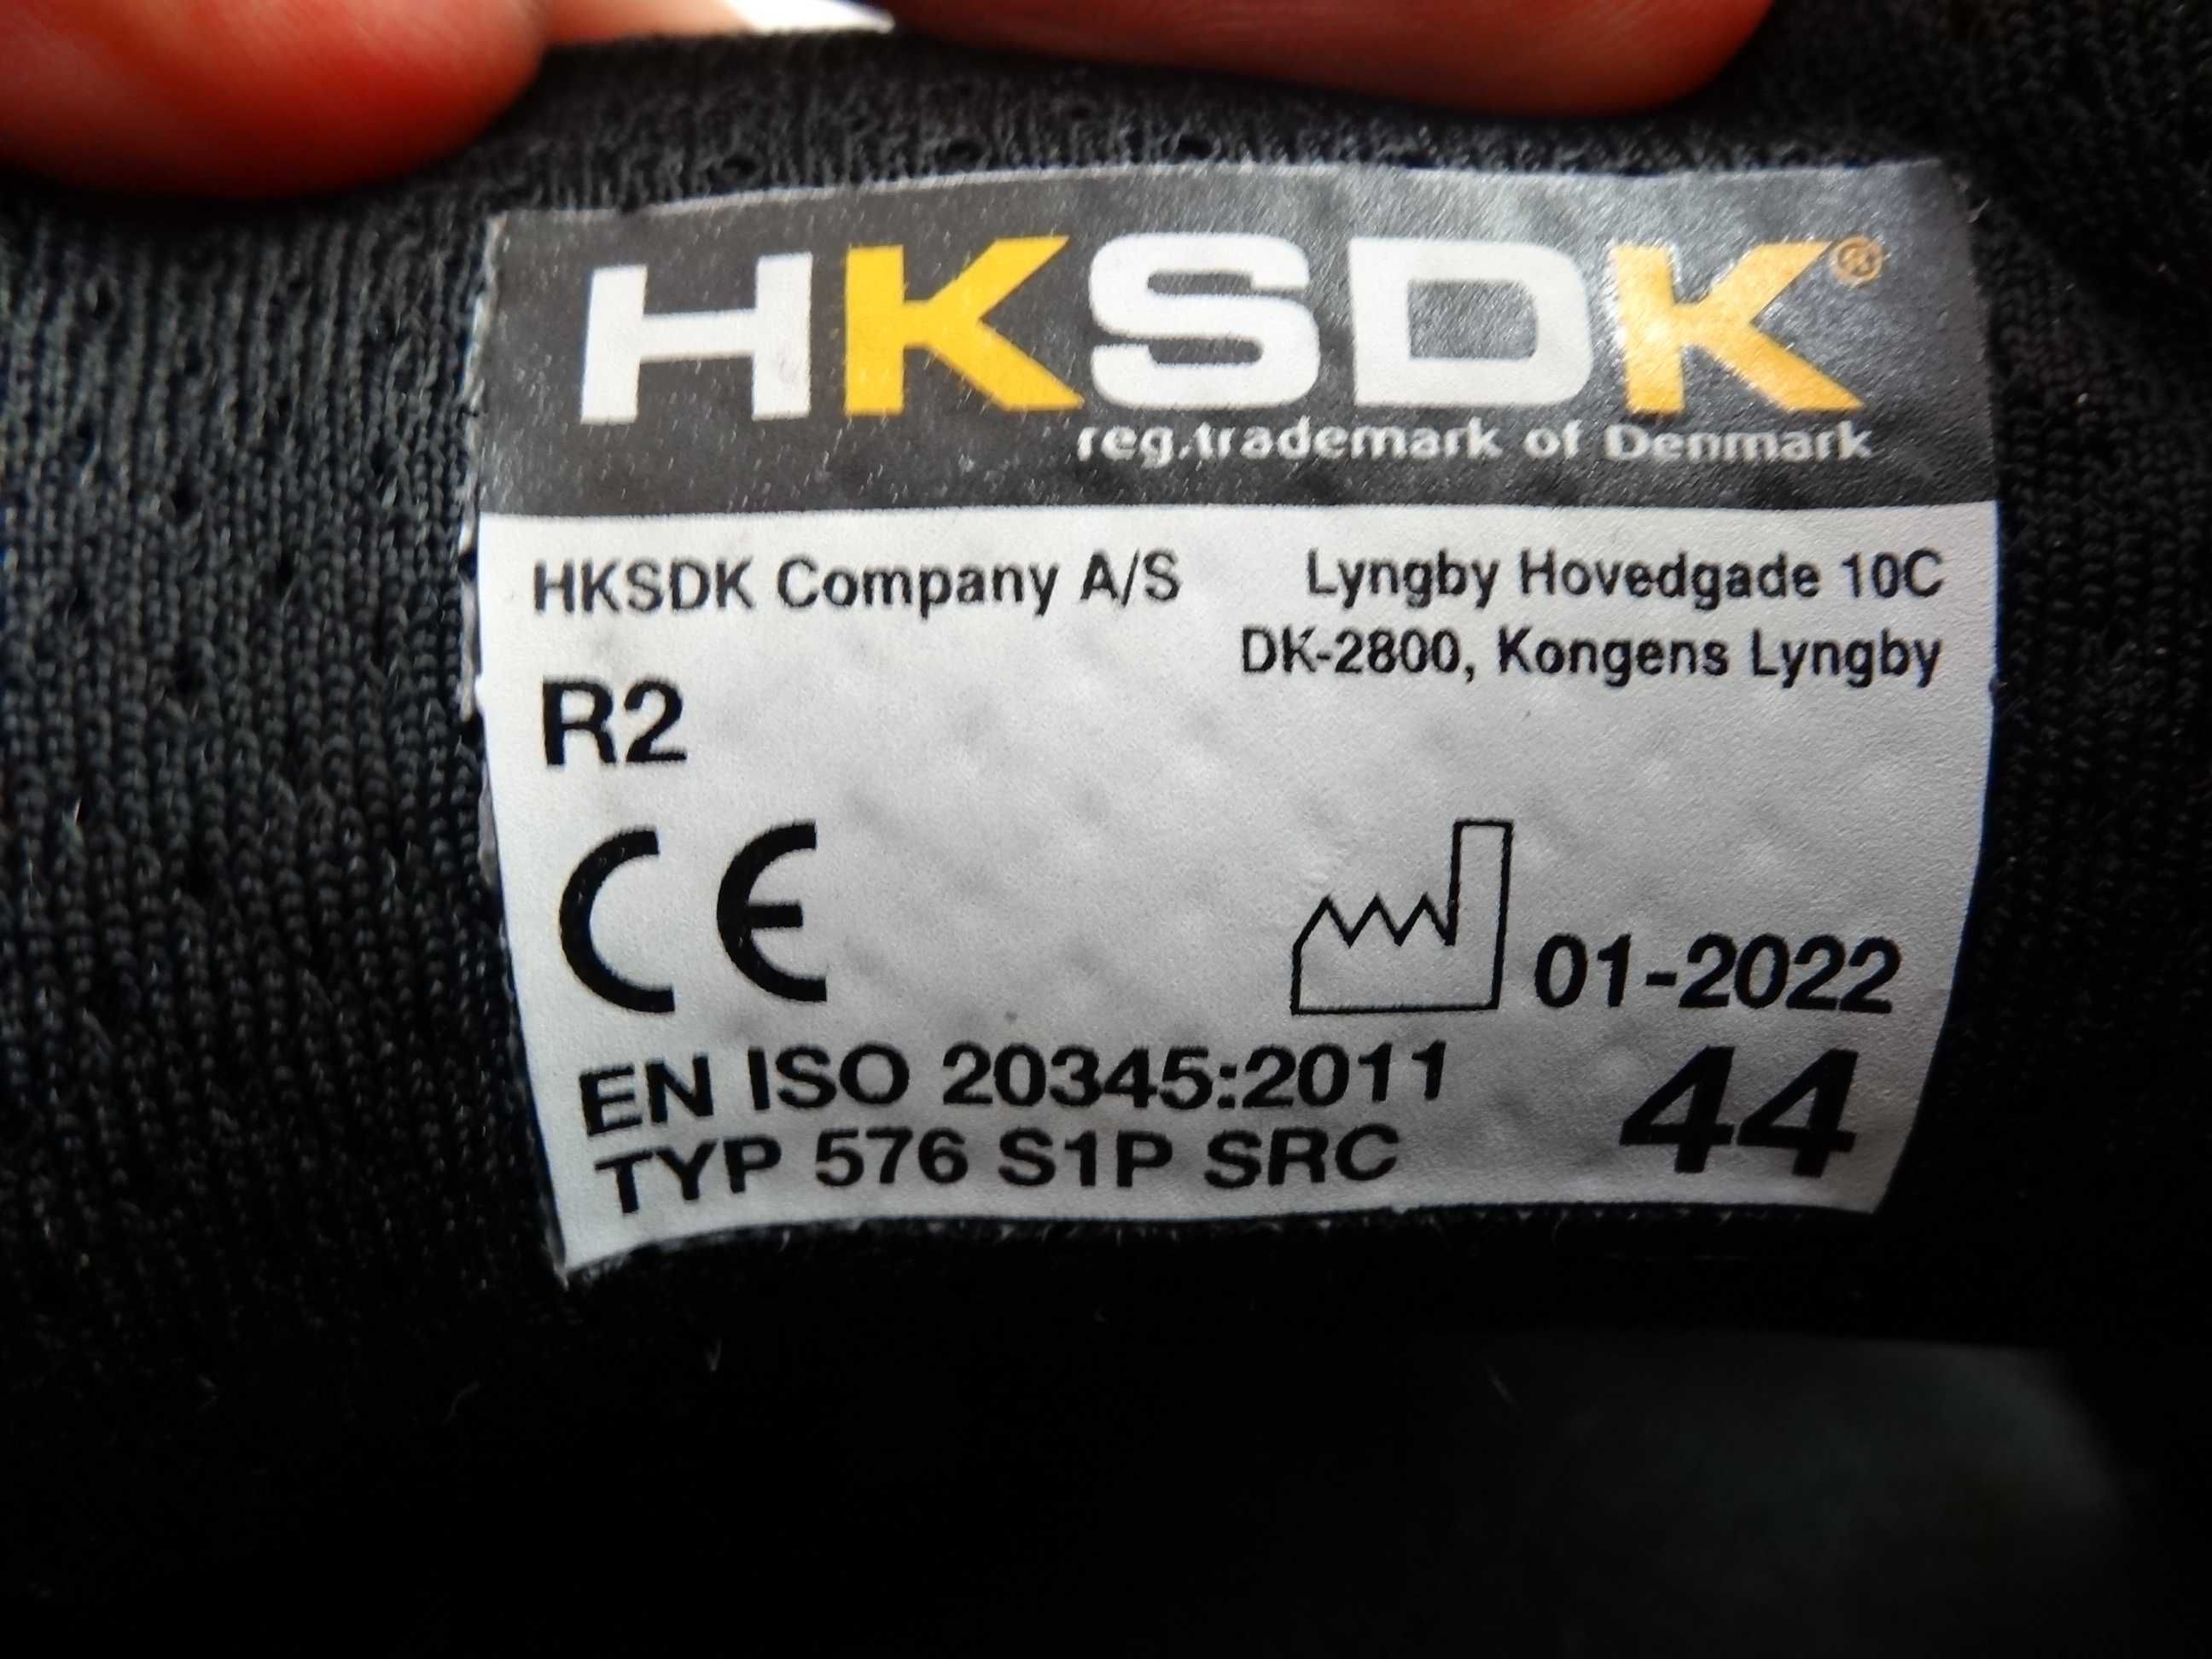 HKSDK®
reg.trademark of Denmark
HKSDK Company A/S
Lyngby Hovedgade 10C
DK-2800, Kongens Lyngby
R2
CE
01-2022
EN ISO 20345:2011
TYP 576 S1P SRC
44